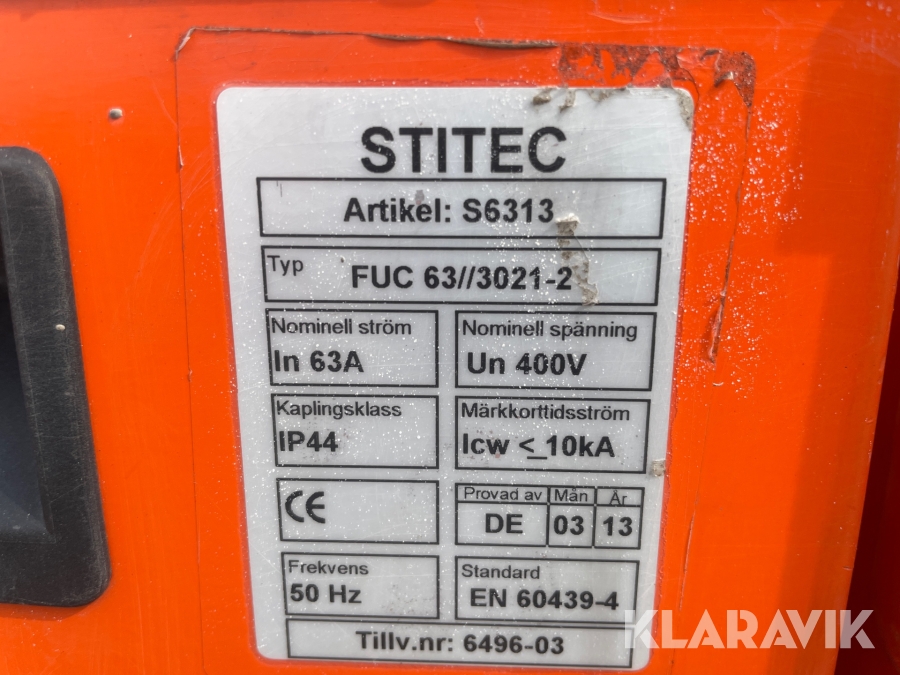 STITEC
Artikel: S6313
Typ FUC 63//3021-2
Nominell ström Nominell spänning
In 63A Un 400V
Kaplingsklass Märkkorttidsström
IP44 Icw <_10kA
Provad av Mån År
CE DE 03 13
Frekvens Standard
50 Hz EN 60439-4
Tillv.nr: 6496-03
KLARAVIK